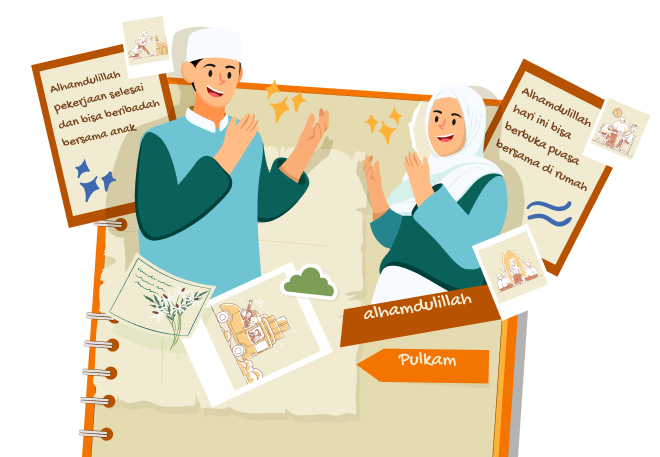 Alhamdulillah
pekerjaan selesai
dan bisa beribadah
bersama anak
Alhamdulillah
hari ini bisa
berbuka puasa
bersama di rumah
alhamdulillah
Pulkam